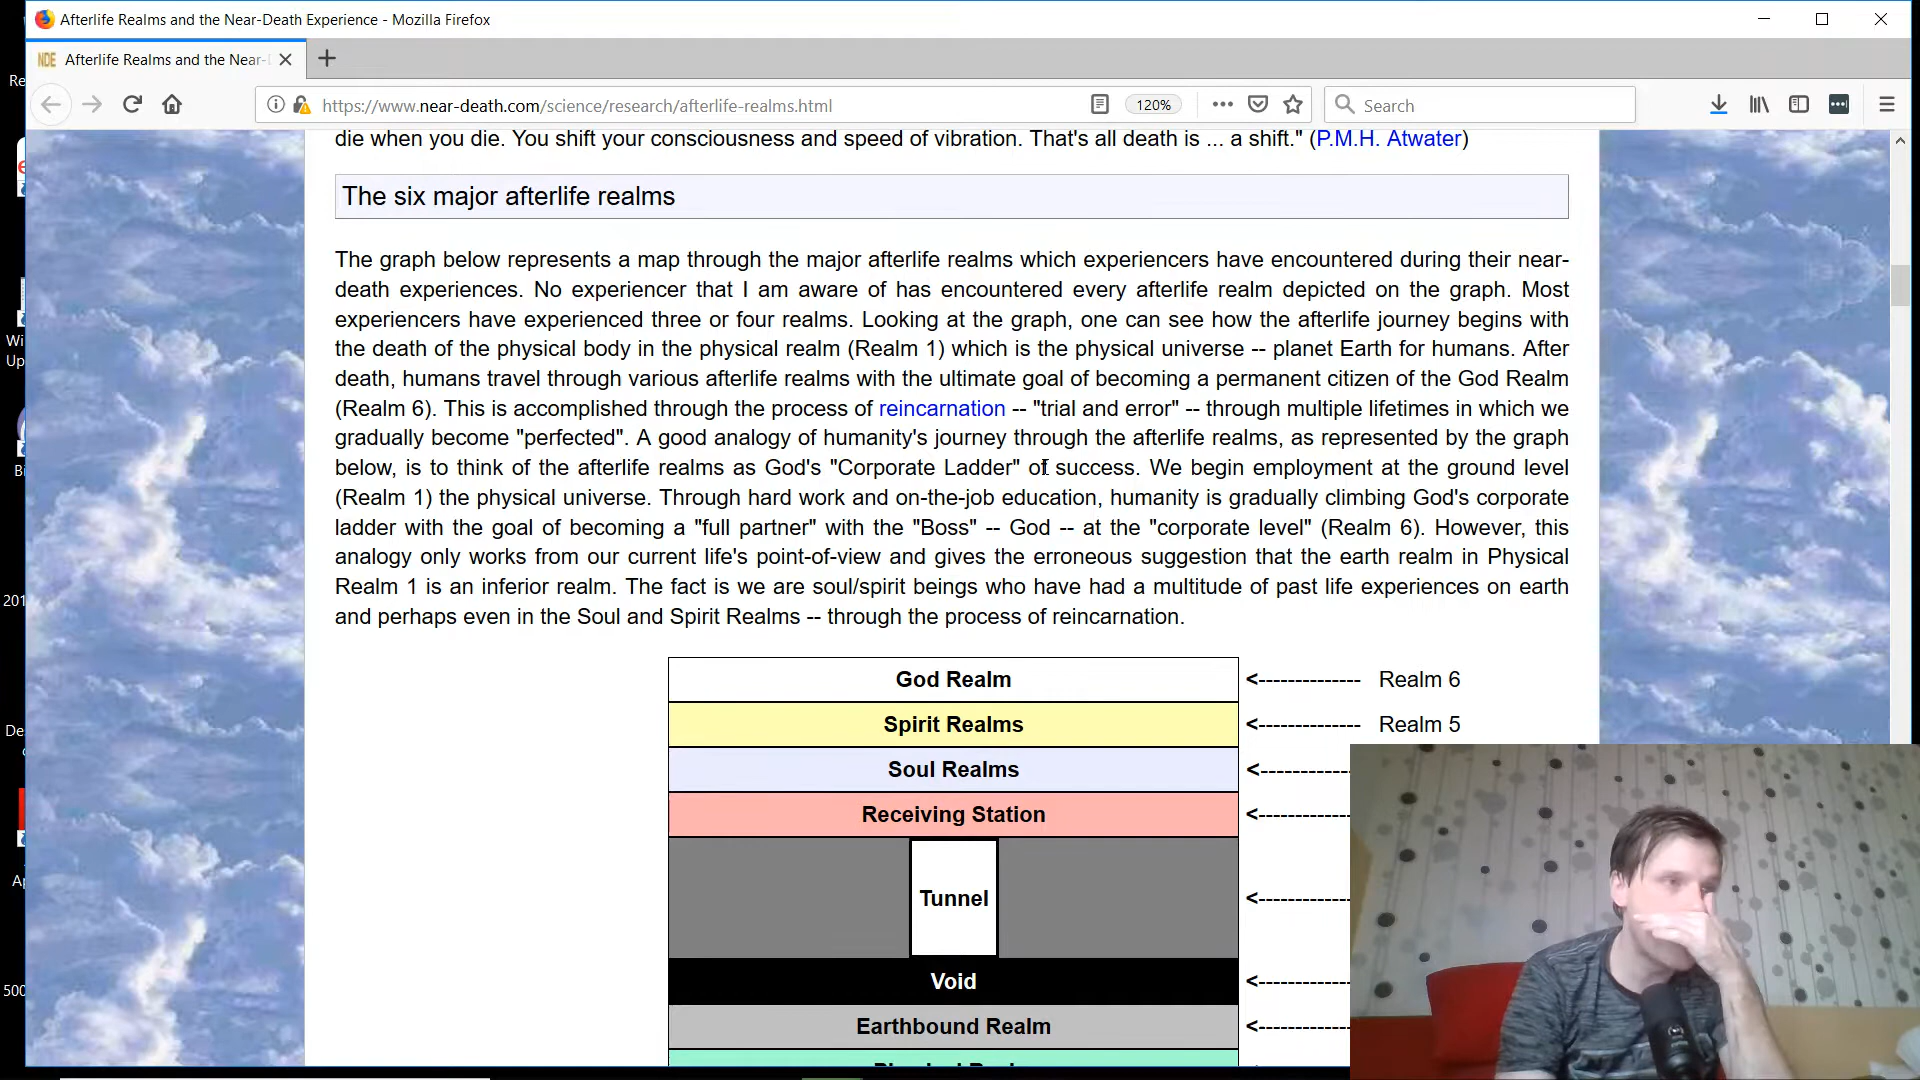 Afterlife Realms and the Near-Death Experience - Mozilla Firefox
NDE Afterlife Realms and the Near-
https://www.near-death.com/science/research/afterlife-realms.html 120% Search
die when you die. You shift your consciousness and speed of vibration. That's all death is ... a shift." (P.M.H. Atwater)
The six major afterlife realms
The graph below represents a map through the major afterlife realms which experiencers have encountered during their near-
death experiences. No experiencer that I am aware of has encountered every afterlife realm depicted on the graph. Most
experiencers have experienced three or four realms. Looking at the graph, one can see how the afterlife journey begins with
the death of the physical body in the physical realm (Realm 1) which is the physical universe -- planet Earth for humans. After
death, humans travel through various afterlife realms with the ultimate goal of becoming a permanent citizen of the God Realm
(Realm 6). This is accomplished through the process of reincarnation -- "trial and error" -- through multiple lifetimes in which we
gradually become "perfected". A good analogy of humanity's journey through the afterlife realms, as represented by the graph
below, is to think of the afterlife realms as God's "Corporate Ladder" of success. We begin employment at the ground level
(Realm 1) the physical universe. Through hard work and on-the-job education, humanity is gradually climbing God's corporate
ladder with the goal of becoming a "full partner" with the "Boss" -- God -- at the "corporate level" (Realm 6). However, this
analogy only works from our current life's point-of-view and gives the erroneous suggestion that the earth realm in Physical
Realm 1 is an inferior realm. The fact is we are soul/spirit beings who have had a multitude of past life experiences on earth
and perhaps even in the Soul and Spirit Realms -- through the process of reincarnation.
God Realm <-------------- Realm 6
Spirit Realms <-------------- Realm 5
Soul Realms
Receiving Station
Tunnel
Void
Earthbound Realm